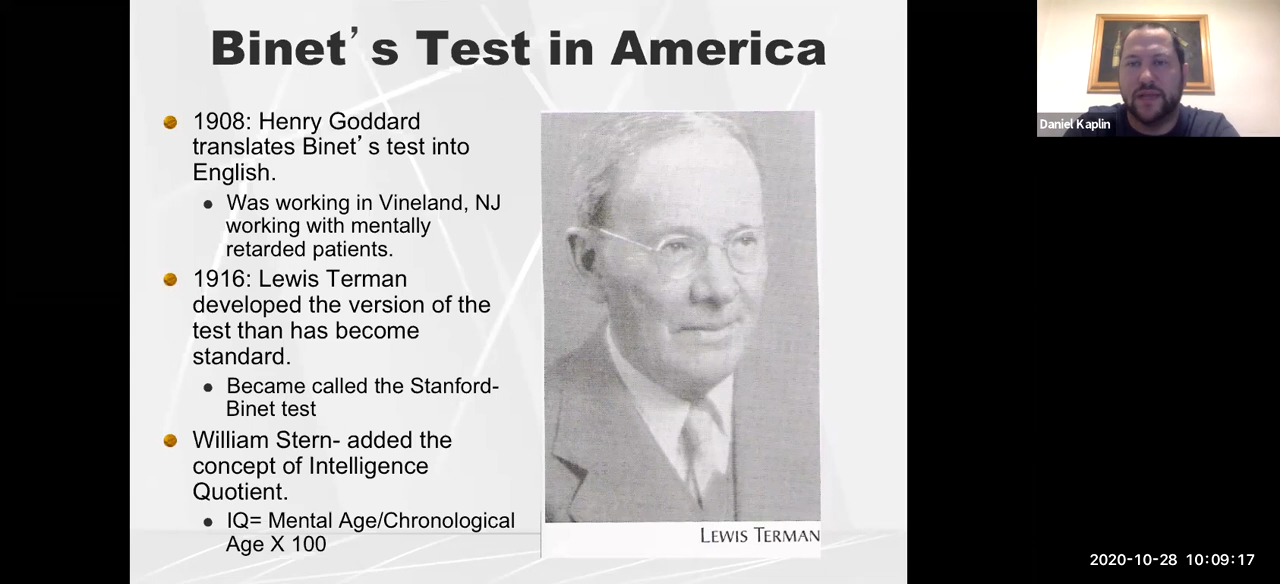 Binet's Test in America
1908: Henry Goddard
translates Binet's test into
English.
Was working in Vineland, NJ
working with mentally
retarded patients.
1916: Lewis Terman
developed the version of the
test than has become
standard.
Became called the Stanford-
Binet test
William Stern- added the
concept of Intelligence
Quotient.
IQ= Mental Age/Chronological
Age X 100
LEWIS TERMAN
Daniel Kaplin
2020-10-28 10:09:17